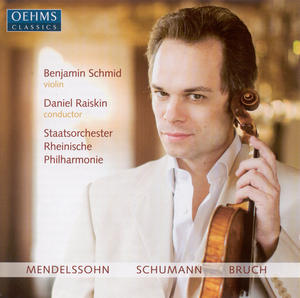 OEHMS
CLASSICS
Benjamin Schmid
violin
Daniel Raiskin
conductor
Staatsorchester
Rheinische
Philharmonie
MENDELSSOHN SCHUMANN BRUCH